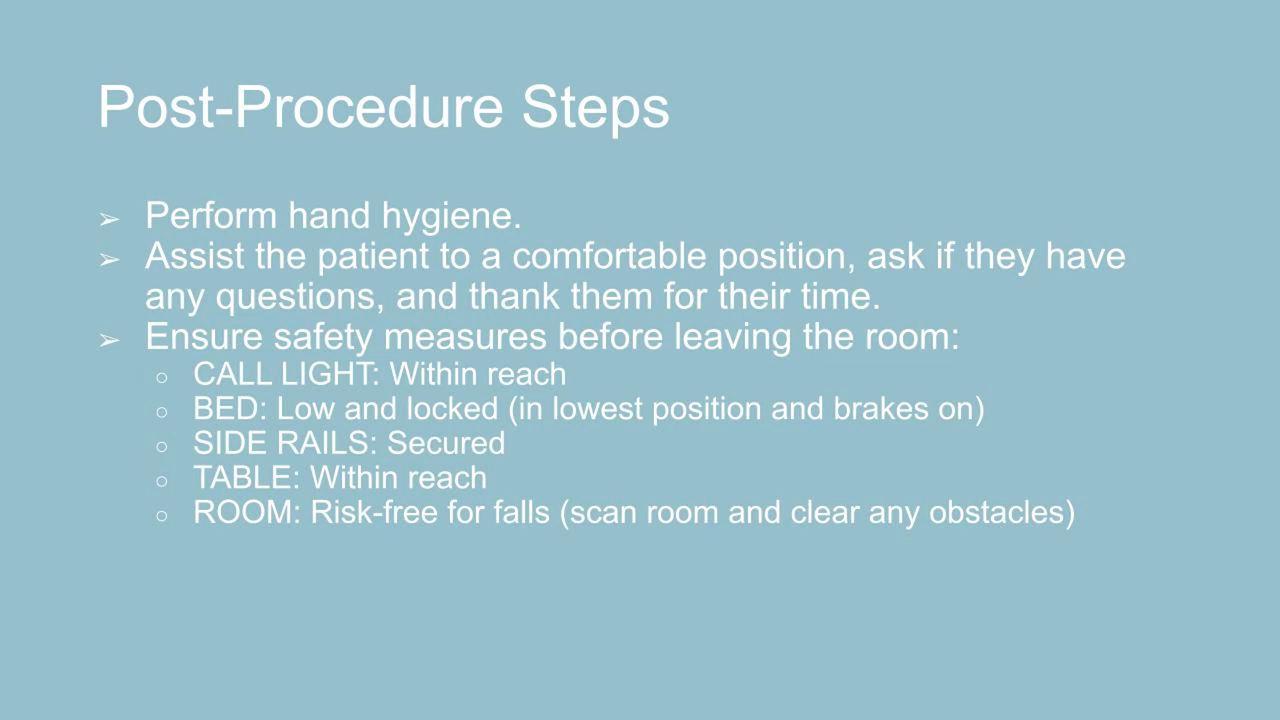 Post-Procedure Steps
➢ Perform hand hygiene.
➢ Assist the patient to a comfortable position, ask if they have
any questions, and thank them for their time.
➢ Ensure safety measures before leaving the room:
○ CALL LIGHT: Within reach
○ BED: Low and locked (in lowest position and brakes on)
○ SIDE RAILS: Secured
○ TABLE: Within reach
○ ROOM: Risk-free for falls (scan room and clear any obstacles)